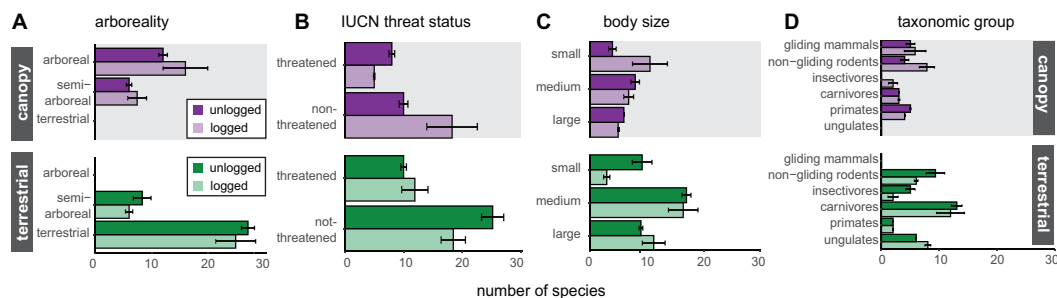 A arboreality
B IUCN threat status
C body size
D taxonomic group
canopy
arboreal
semi-
arboreal
terrestrial
unlogged
logged
threatened
non-
threatened
small
medium
large
gliding mammals
non-gliding rodents
insectivores
carnivores
primates
ungulates
canopy
terrestrial
arboreal
semi-
arboreal
terrestrial
unlogged
logged
0 10 20 30
threatened
not-
threatened
0 10 20 30
small
medium
large
0 10 20 30
gliding mammals
non-gliding rodents
insectivores
carnivores
primates
ungulates
0 10 20 30
terrestrial
number of species